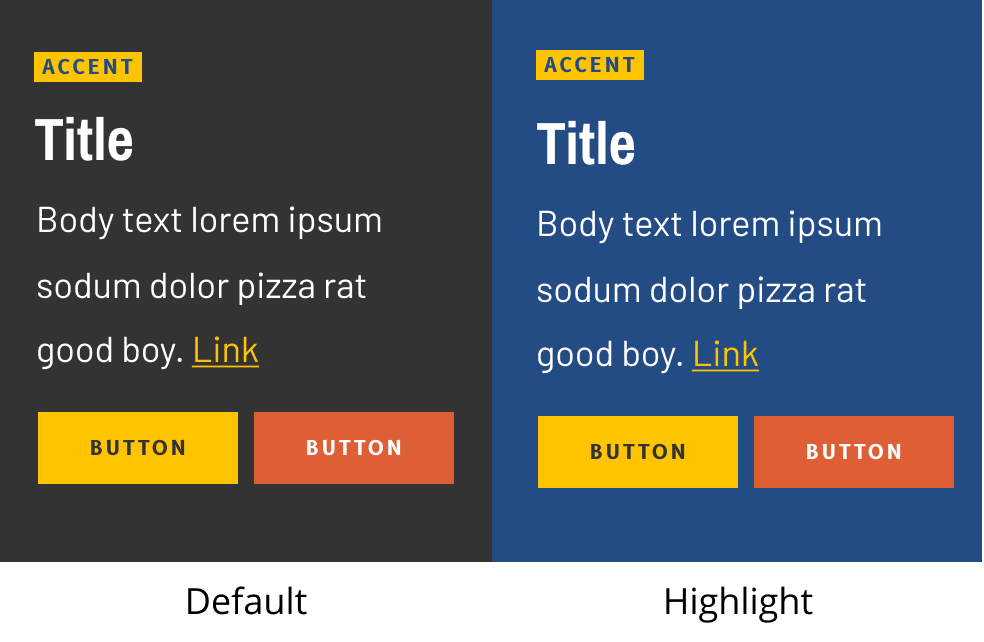 ACCENT
Title
Body text lorem ipsum
sodum dolor pizza rat
good boy. Link
BUTTON BUTTON
Default
ACCENT
Title
Body text lorem ipsum
sodum dolor pizza rat
good boy. Link
BUTTON BUTTON
Highlight